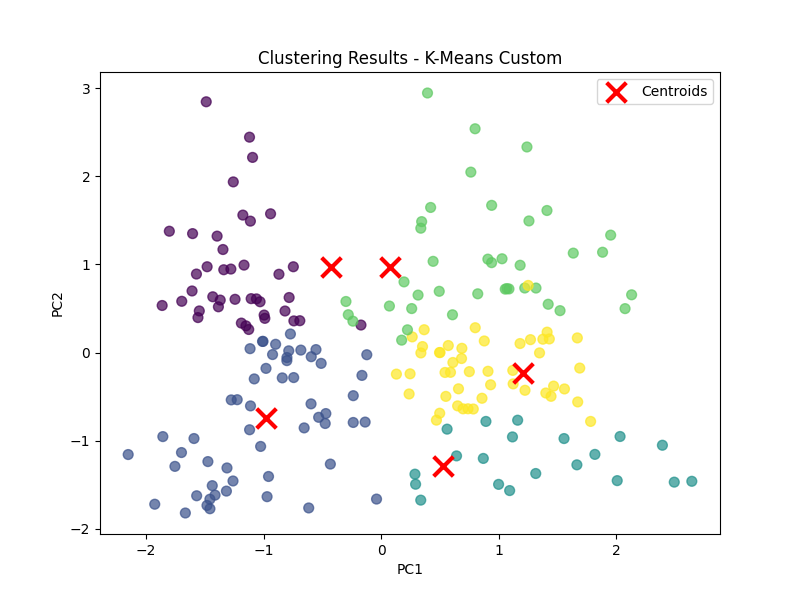 Clustering Results - K-Means Custom
Centroids
3
2
1
0
−1
−2
PC2
−2 −1 0 1 2
PC1